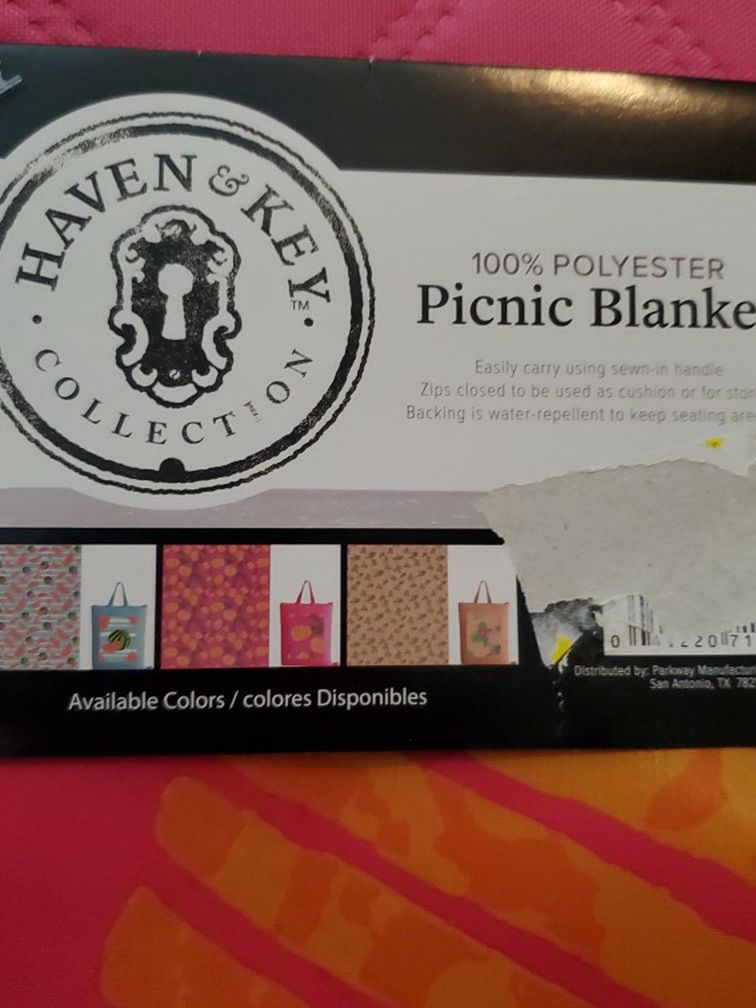 HAVEN & KEY
TM
COLLECTION
100% POLYESTER
Picnic Blanke
Easily carry using sewn-in handle
Zips closed to be used as cushion or for stor
Backing is water-repellent to keep seating are
Available Colors / colores Disponibles
Distributed by: Parkway Manufactur
San Antonio, TX 782